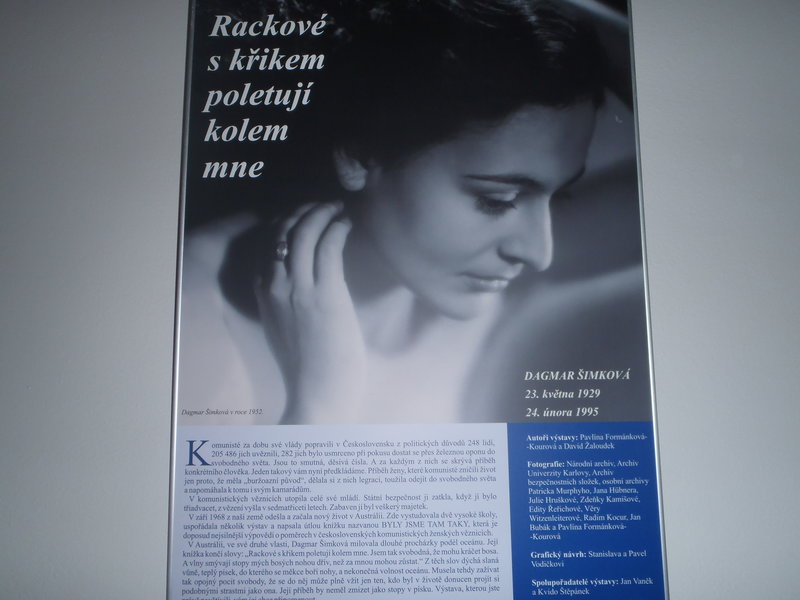 Rackové
s křikem
poletují
kolem
mne
DAGMAR ŠIMKOVÁ
23. května 1929
24. února 1995
Dagmar Šimková v roce 1952.
Komunisté za dobu své vlády popravili v Československu z politických důvodů 248 lidí,
205 486 jich uvěznili, 282 jich bylo usmrceno při pokusu dostat se přes železnou oponu do
svobodného světa. Jsou to smutná, děsivá čísla. A za každým z nich se skrývá příběh
konkrétního člověka. Jeden takový vám nyní předkládáme. Příběh ženy, které komunisté zničili život
jen proto, že měla „buržoazní původ“, dělala si z nich legraci, toužila odejít do svobodného světa
a napomáhala k tomu i svým kamarádům.
V komunistických věznicích utopila celé své mládí. Státní bezpečnost ji zatkla, když jí bylo
třiadvacet, z vězení vyšla v sedmatřiceti letech. Zabaven jí byl veškerý majetek.
V září 1968 z naší země odešla a začala nový život v Austrálii. Zde vystudovala dvě vysoké školy,
uspořádala několik výstav a napsala útlou knížku nazvanou BYLY JSME TAM TAKY, která je
doposud nejsilnější výpovědí o poměrech v československých komunistických ženských věznicích.
V Austrálii, ve své druhé vlasti, Dagmar Šimková milovala dlouhé procházky podél oceánu. Její
knížka končí slovy: „Rackové s křikem poletují kolem mne. Jsem tak svobodná, že mohu kráčet bosa.
A vlny smývají stopy mých bosých nohou dřív, než za mnou mohou zůstat.“ Z těch slov dýchá slaná
vůně, teplý písek, do kterého se měkce boří nohy, a nekonečná volnost oceánu. Musela tehdy zažívat
tak opojný pocit svobody, že se do něj může plně vžít jen ten, kdo byl v životě donucen projít si
podobnými strastmi jako ona. Její příběh by neměl zmizet jako stopy v písku. Výstava, kterou jste
Autoři výstavy: Pavlína Formánková-
-Kourová a David Žaloudek
Fotografie: Národní archiv, Archiv
Univerzity Karlovy, Archiv
bezpečnostních složek, osobní archivy
Patricka Murphyho, Jana Hübnera,
Julie Hruškové, Zdeňky Kamišové,
Edity Řeřichové, Věry
Witzenleiterové, Radim Kocur, Jan
Bubák a Pavlína Formánková-
-Kourová
Grafický návrh: Stanislava a Pavel
Vodičkovi
Spolupořadatelé výstavy: Jan Vaněk
a Kvido Štěpánek